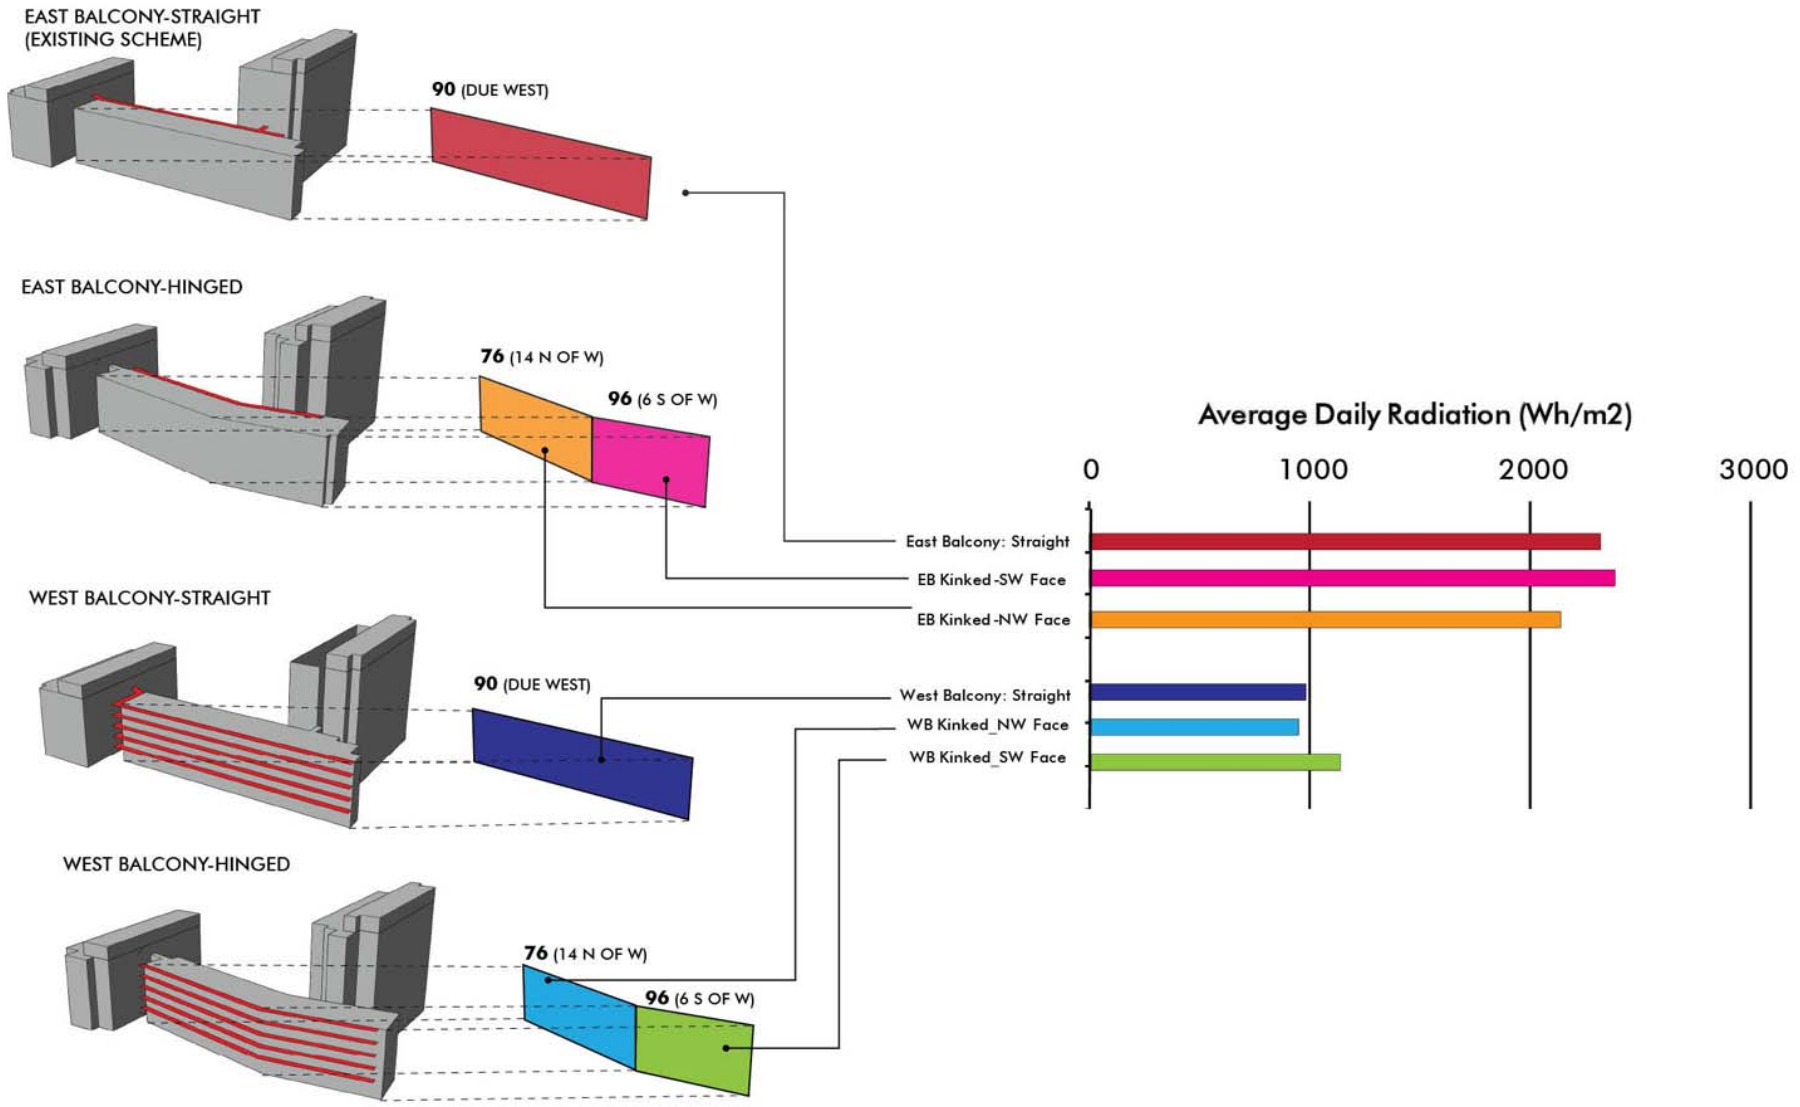 EAST BALCONY-STRAIGHT
(EXISTING SCHEME)
90 (DUE WEST)
EAST BALCONY-HINGED
76 (14 N OF W)
96 (6 S OF W)
WEST BALCONY-STRAIGHT
90 (DUE WEST)
WEST BALCONY-HINGED
76 (14 N OF W)
96 (6 S OF W)
Average Daily Radiation (Wh/m2)
0 1000 2000 3000
East Balcony: Straight
EB Kinked-SW Face
EB Kinked-NW Face
West Balcony: Straight
WB Kinked_NW Face
WB Kinked_SW Face